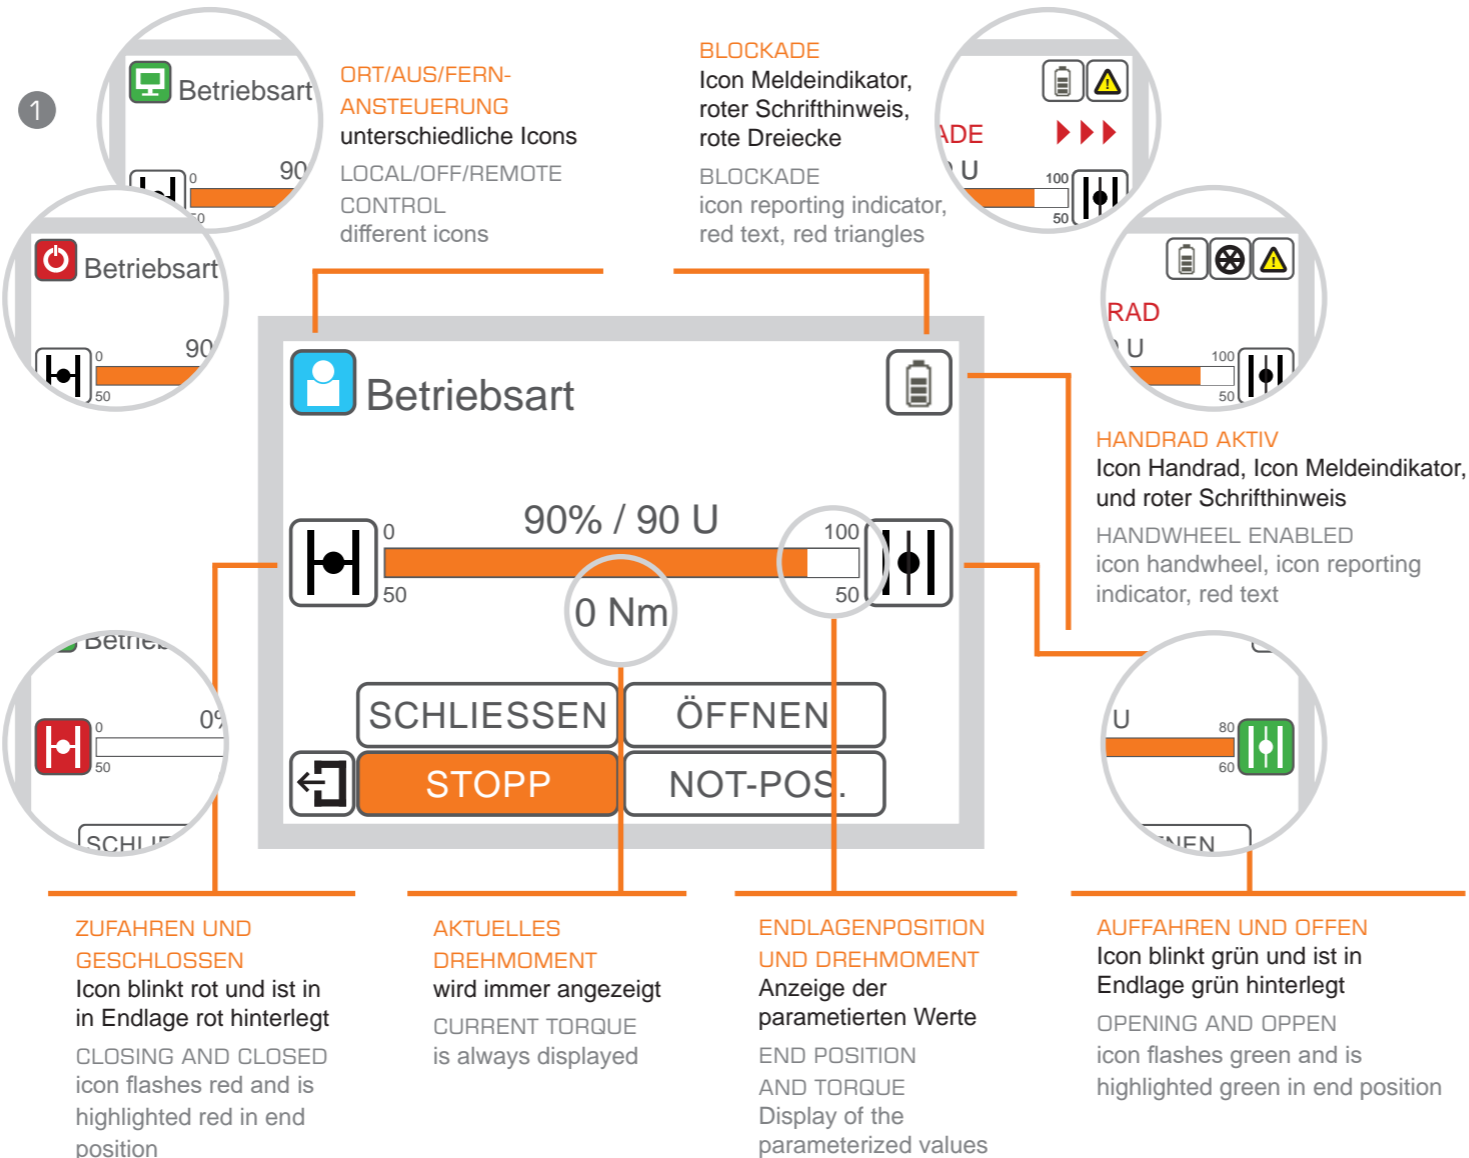 1
Betriebsart
0
90
50
Betriebsart
0
90
50
ORT/AUS/FERN-
ANSTEUERUNG
unterschiedliche Icons
LOCAL/OFF/REMOTE
CONTROL
different icons
BLOCKADE
Icon Meldeindikator,
roter Schrifthinweis,
rote Dreiecke
BLOCKADE
icon reporting indicator,
red text, red triangles
ADE
U
100
50
RAD
U
100
50
HANDRAD AKTIV
Icon Handrad, Icon Meldeindikator,
und roter Schrifthinweis
HANDWHEEL ENABLED
icon handwheel, icon reporting
indicator, red text
Betriebsart
90% / 90 U
0
100
50
50
0 Nm
SCHLIESSEN
ÖFFNEN
STOPP
NOT-POS.
Betrieb
0
0%
50
SCHLIE
U
80
60
NEN
ZUFAHREN UND
GESCHLOSSEN
Icon blinkt rot und ist in
in Endlage rot hinterlegt
CLOSING AND CLOSED
icon flashes red and is
highlighted red in end
position
AKTUELLES
DREHMOMENT
wird immer angezeigt
CURRENT TORQUE
is always displayed
ENDLAGENPOSITION
UND DREHMOMENT
Anzeige der
parametierten Werte
END POSITION
AND TORQUE
Display of the
parameterized values
AUFFAHREN UND OFFEN
Icon blinkt grün und ist in
Endlage grün hinterlegt
OPENING AND OPPEN
icon flashes green and is
highlighted green in end position